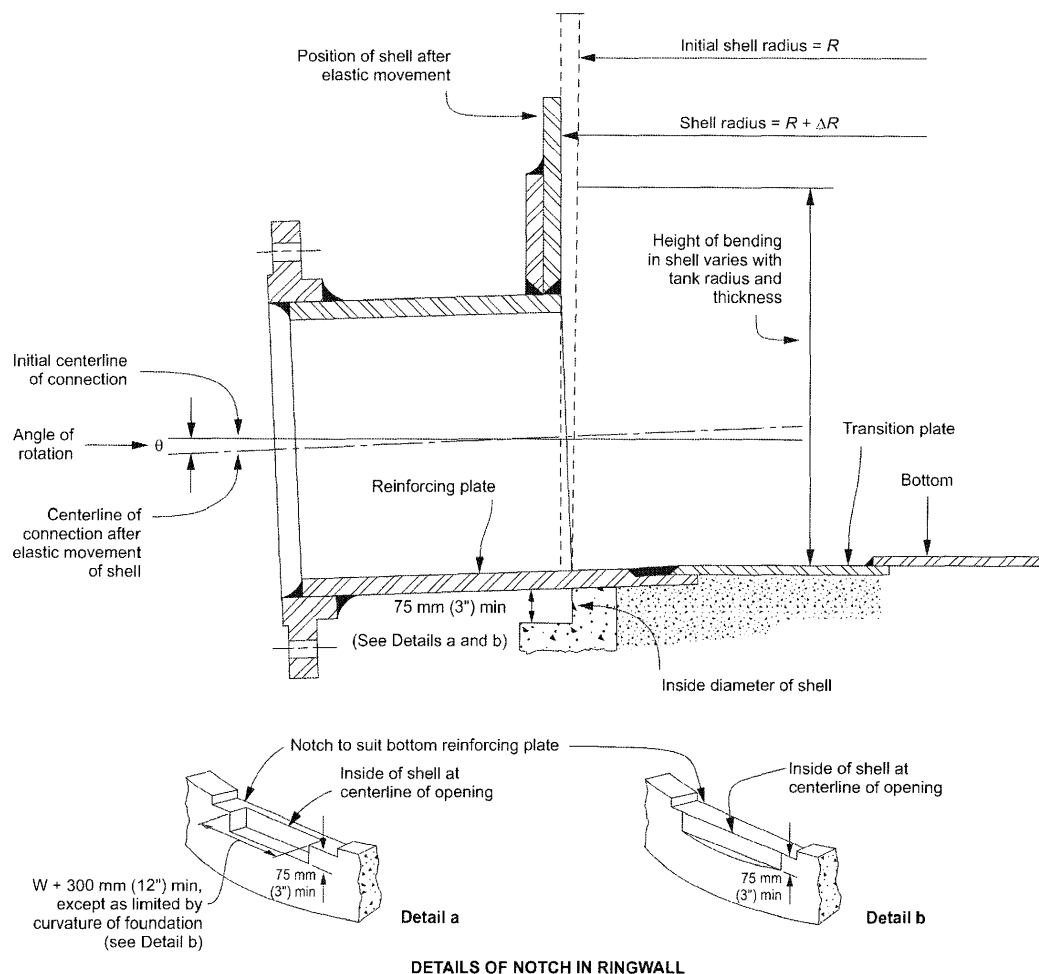 Initial shell radius = R
Position of shell after
elastic movement
Shell radius = R + ΔR
Height of bending
in shell varies with
tank radius and
thickness
Initial centerline
of connection
Angle of
rotation
θ
Centerline of
connection after
elastic movement
of shell
Reinforcing plate
Transition plate
Bottom
75 mm
(3") min
(See Details a and b)
Inside diameter of shell
Notch to suit bottom reinforcing plate
Inside of shell at
centerline of opening
Inside of shell at
centerline of opening
75 mm
(3") min
W + 300 mm (12") min,
except as limited by
curvature of foundation
(see Detail b)
Detail a
75 mm
(3") min
Detail b
DETAILS OF NOTCH IN RINGWALL